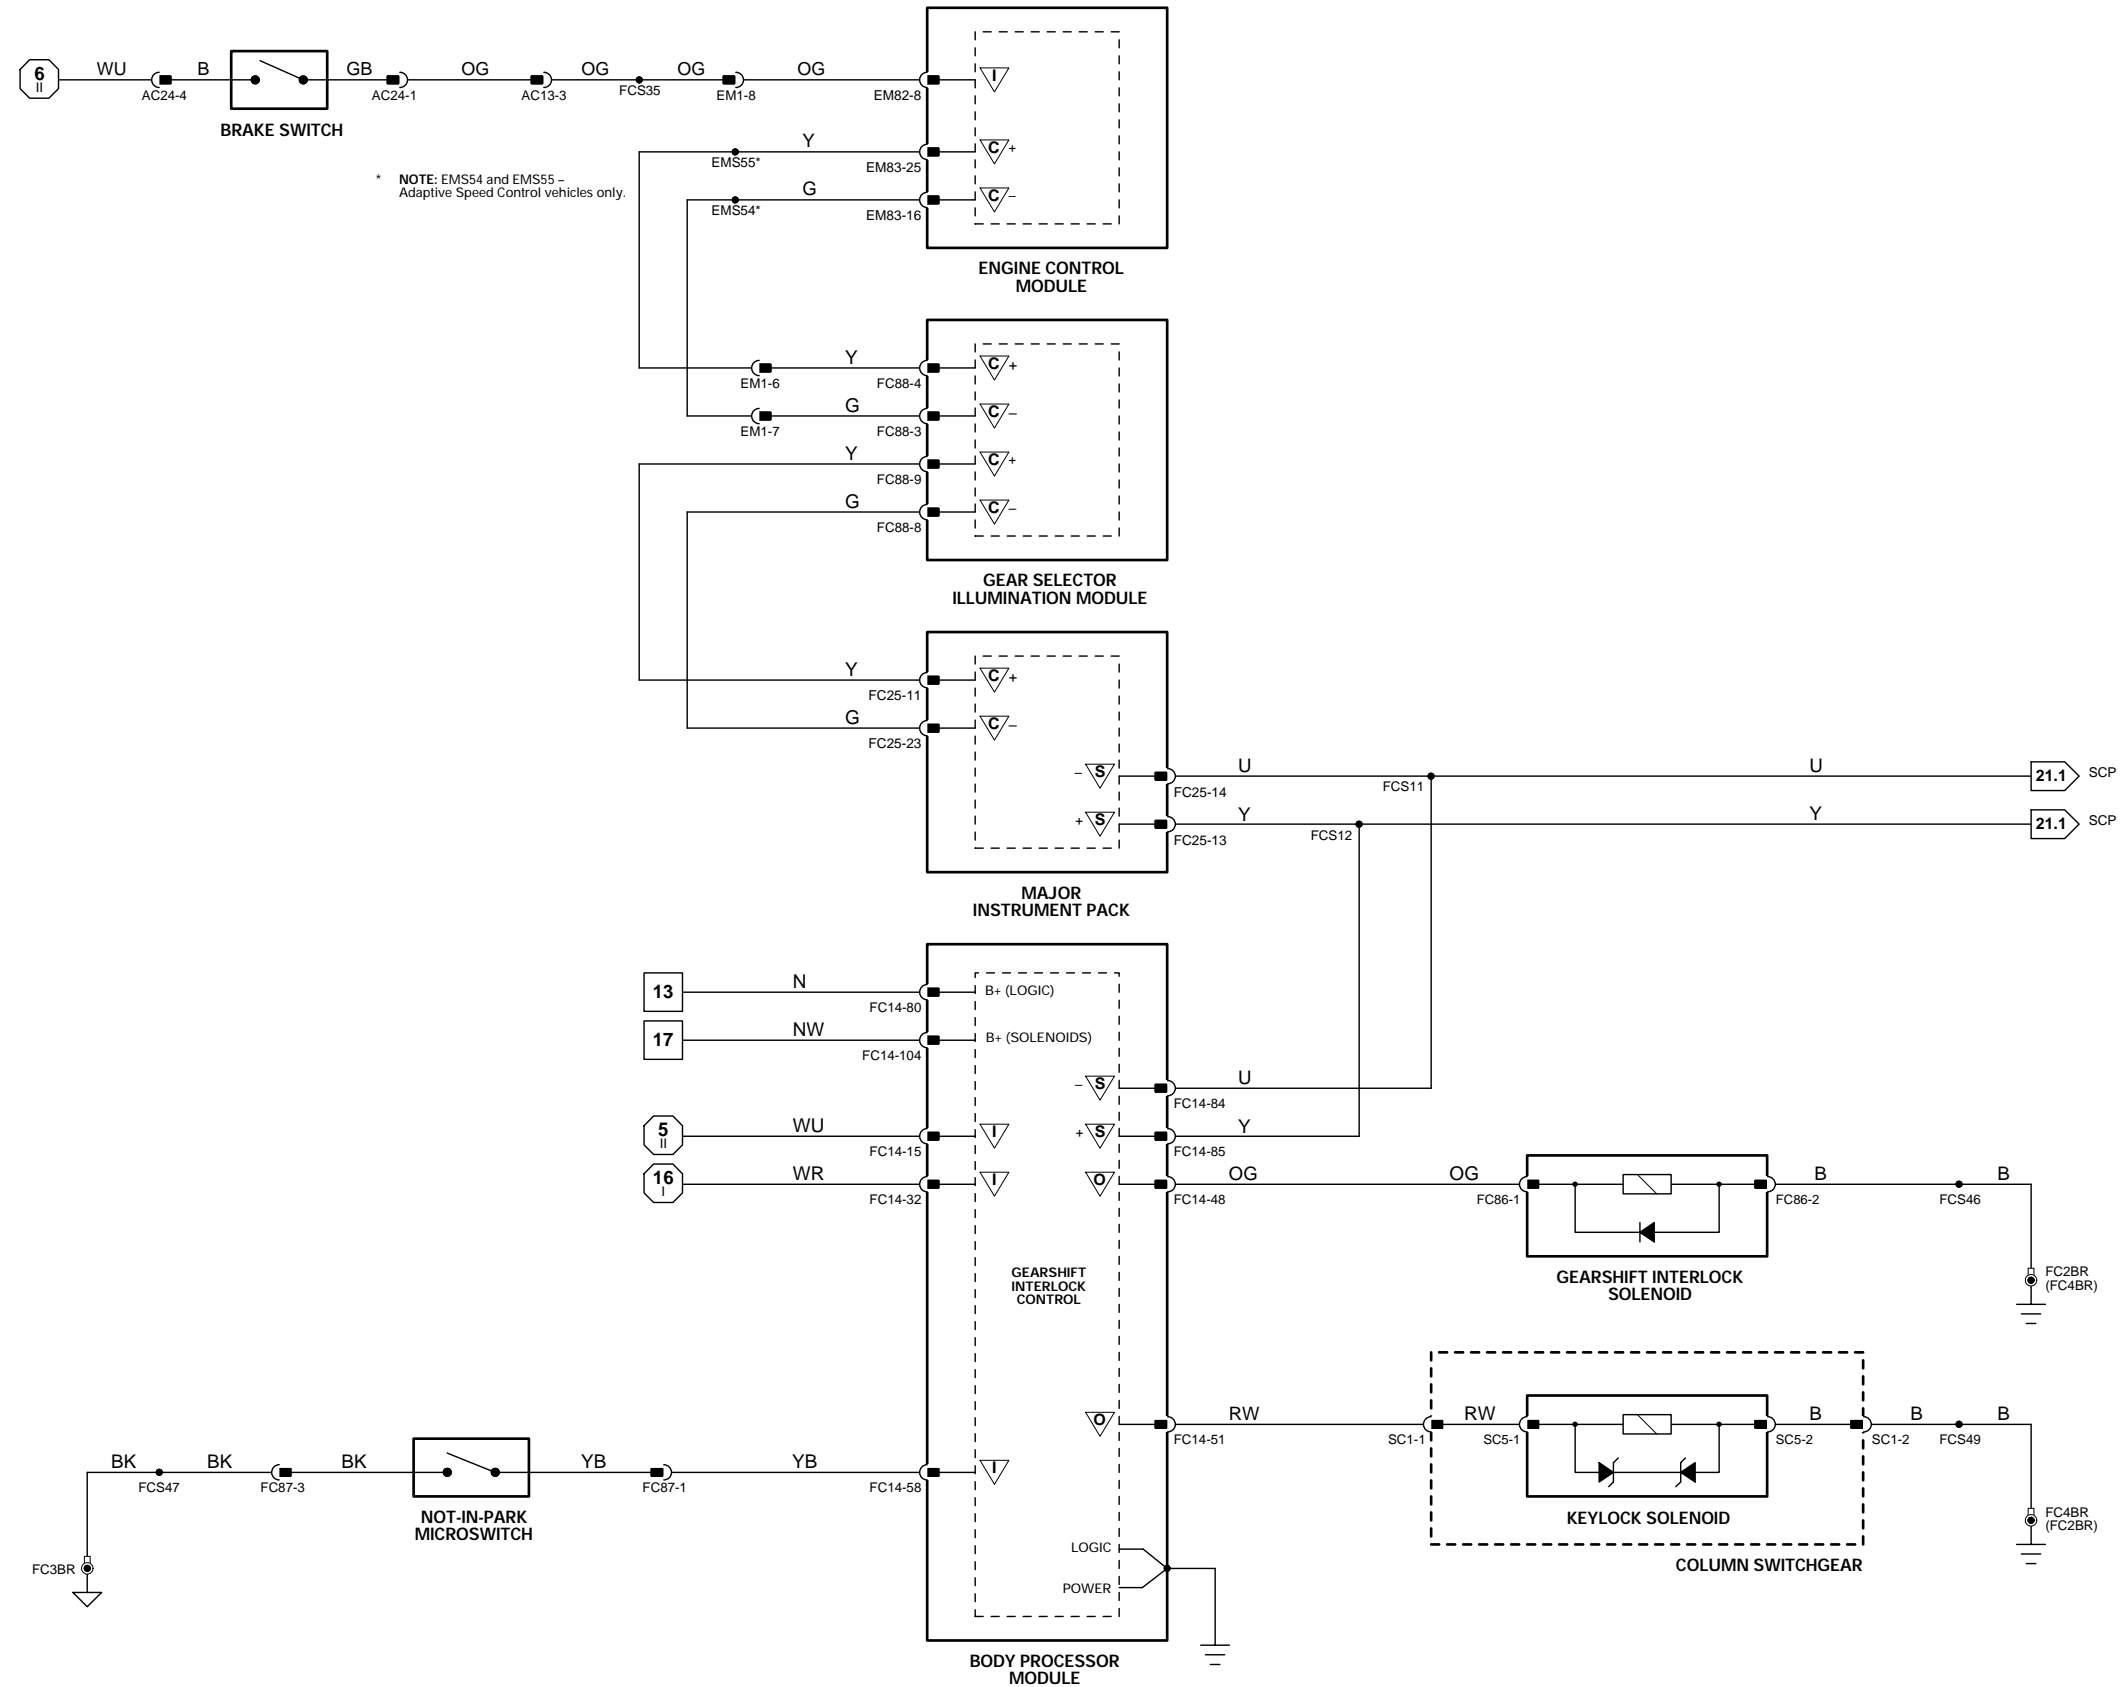 6
II
WU
AC24-4
B
BRAKE SWITCH
GB
AC24-1
OG
AC13-3
OG
FCS35
OG
EM1-8
OG
EM82-8
I
* NOTE: EMS54 and EMS55 –
Adaptive Speed Control vehicles only.
EMS55*
Y
EM83-25
C +
EMS54*
G
EM83-16
C –
ENGINE CONTROL
MODULE
EM1-6
Y
FC88-4
C +
EM1-7
G
FC88-3
C –
Y
FC88-9
C +
G
FC88-8
C –
GEAR SELECTOR
ILLUMINATION MODULE
Y
FC25-11
C +
G
FC25-23
C –
– S
FC25-14
U
FCS11
U
21.1
SCP
+ S
FC25-13
Y
FCS12
Y
21.1
SCP
MAJOR
INSTRUMENT PACK
13
N
FC14-80
B+ (LOGIC)
17
NW
FC14-104
B+ (SOLENOIDS)
– S
FC14-84
U
5
II
WU
FC14-15
I
+ S
FC14-85
Y
16
I
WR
FC14-32
I
O
FC14-48
OG
OG
FC86-1
FC86-2
B
FCS46
B
GEARSHIFT INTERLOCK
SOLENOID
FC2BR
(FC4BR)
GEARSHIFT
INTERLOCK
CONTROL
O
FC14-51
RW
SC1-1
RW
SC5-1
SC5-2
B
SC1-2
B
FCS49
B
KEYLOCK SOLENOID
COLUMN SWITCHGEAR
FC4BR
(FC2BR)
BK
FCS47
BK
FC87-3
BK
NOT-IN-PARK
MICROSWITCH
YB
FC87-1
YB
FC14-58
I
FC3BR
LOGIC
POWER
BODY PROCESSOR
MODULE